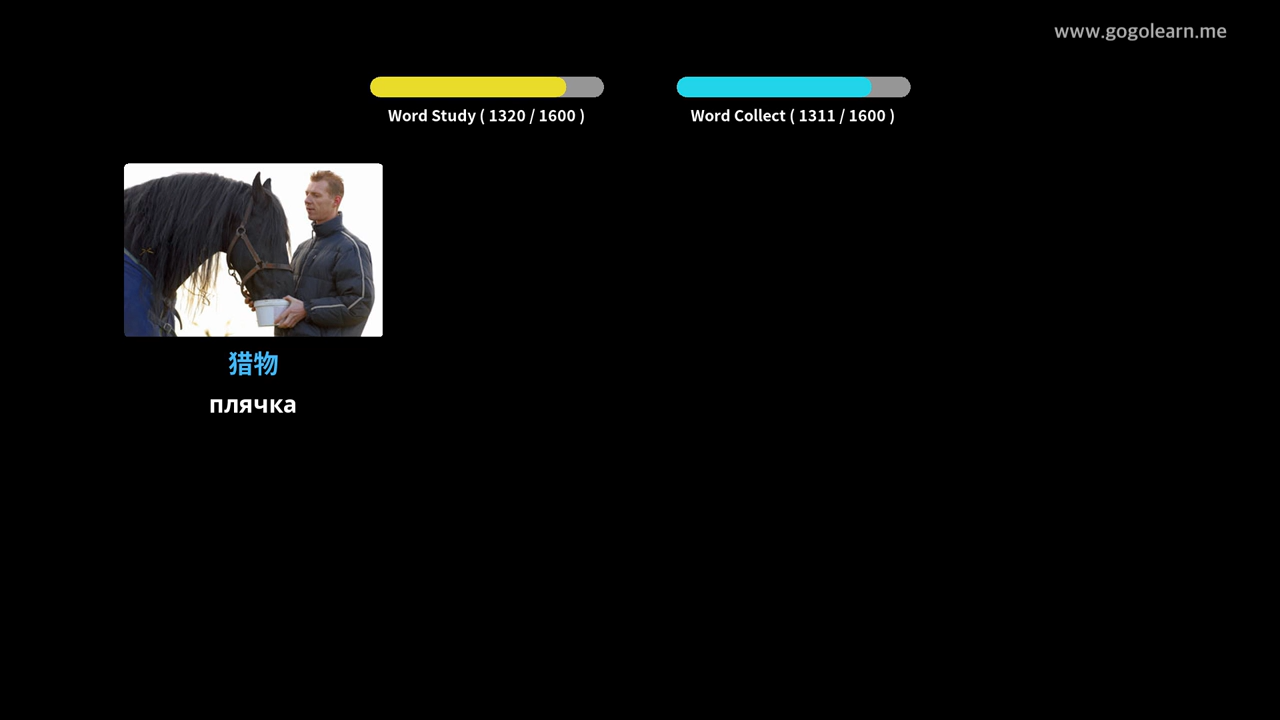 www.gogolearn.me
Word Study ( 1320 / 1600 )
Word Collect ( 1311 / 1600 )
猎物
плячка